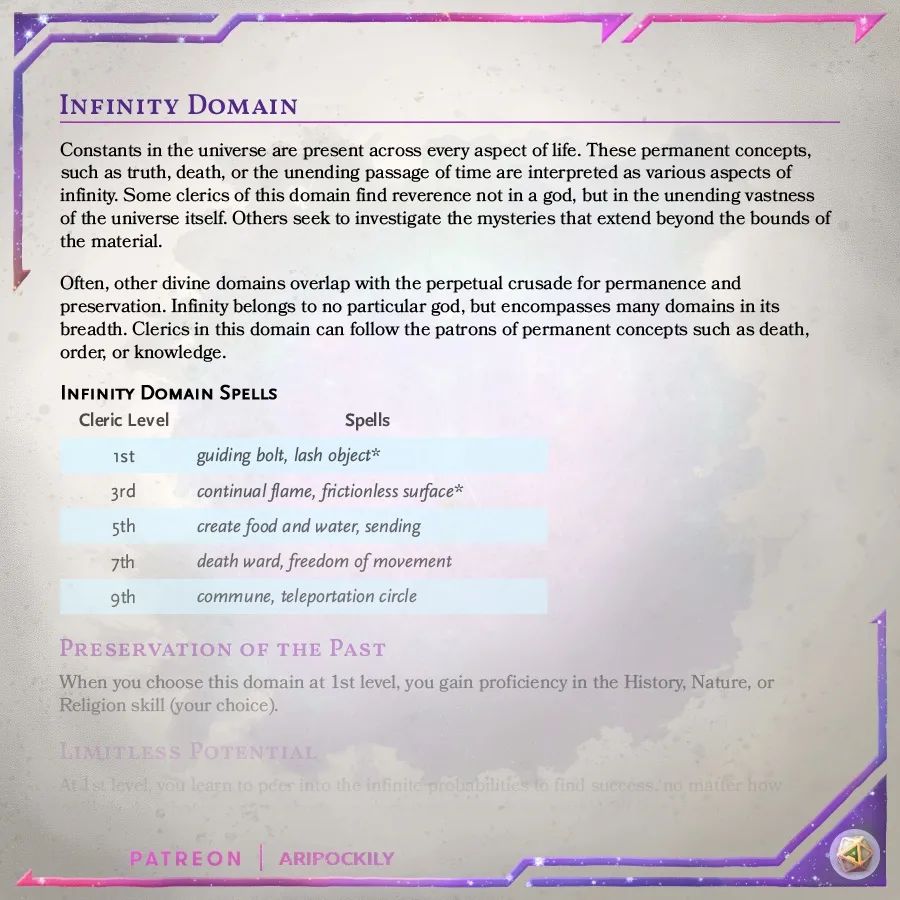 Infinity Domain
Constants in the universe are present across every aspect of life. These permanent concepts,
such as truth, death, or the unending passage of time are interpreted as various aspects of
infinity. Some clerics of this domain find reverence not in a god, but in the unending vastness
of the universe itself. Others seek to investigate the mysteries that extend beyond the bounds of
the material.
Often, other divine domains overlap with the perpetual crusade for permanence and
preservation. Infinity belongs to no particular god, but encompasses many domains in its
breadth. Clerics in this domain can follow the patrons of permanent concepts such as death,
order, or knowledge.
Infinity Domain Spells
Cleric Level Spells
1st guiding bolt, lash object*
3rd continual flame, frictionless surface*
5th create food and water, sending
7th death ward, freedom of movement
9th commune, teleportation circle
Preservation of the Past
When you choose this domain at 1st level, you gain proficiency in the History, Nature, or
Religion skill (your choice).
Limitless Potential
At 1st level, you learn to peer into the infinite probabilities to find success, no matter how
PATREON | ARIPOCKILY